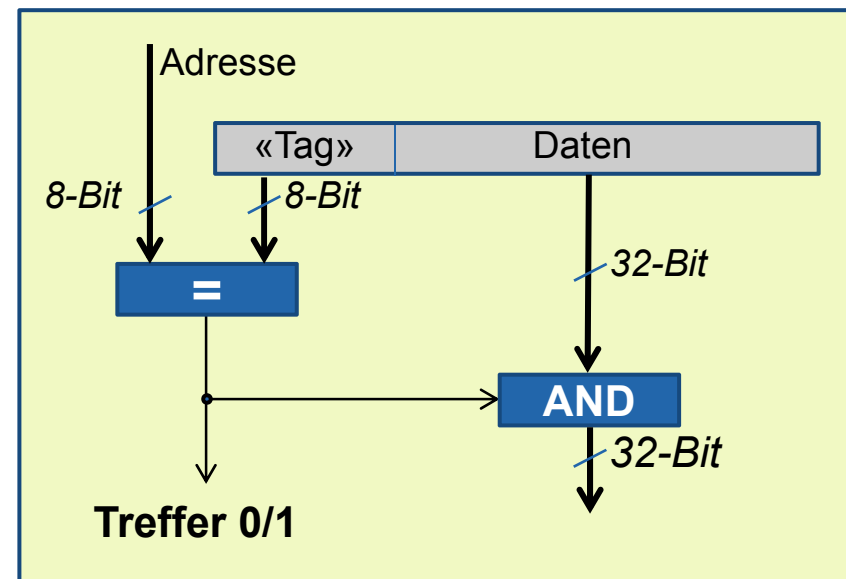 Adresse
«Tag» Daten
8-Bit 8-Bit
32-Bit
=
AND
32-Bit
Treffer 0/1